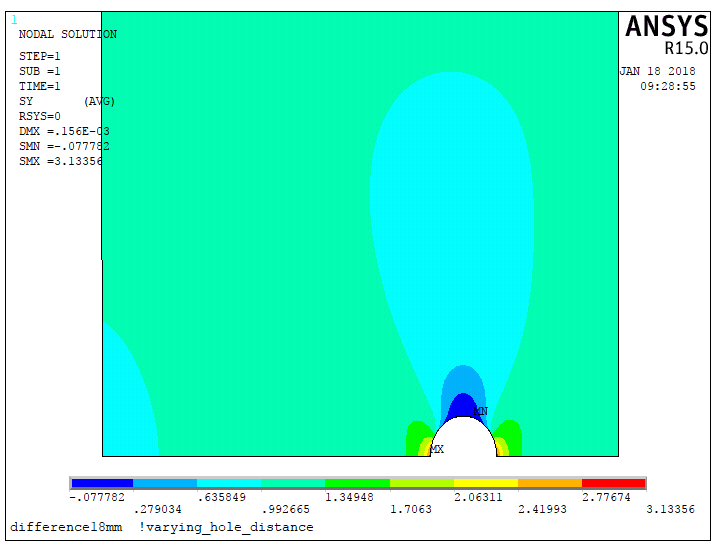 1
NODAL SOLUTION
STEP=1
SUB =1
TIME=1
SY (AVG)
RSYS=0
DMX =.156E-03
SMN =-.077782
SMX =3.13356
ANSYS
R15.0
JAN 18 2018
09:28:55
MN
MX
-.077782 .635849 1.34948 2.06311 2.77674
.279034 .992665 1.7063 2.41993 3.13356
difference18mm !varying_hole_distance